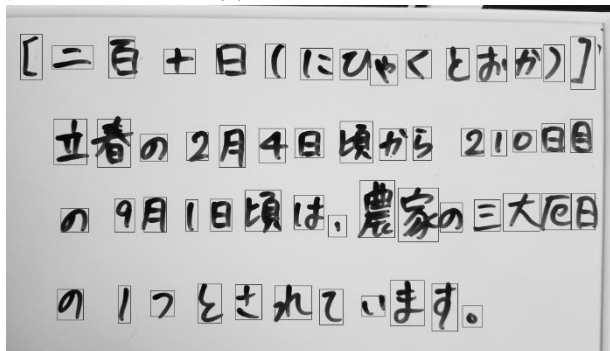 [二百十日(にひゃくとおか)]
立春の2月4日頃から 210日目
の9月1日頃は、農家の三大厄日
の1つとされています。